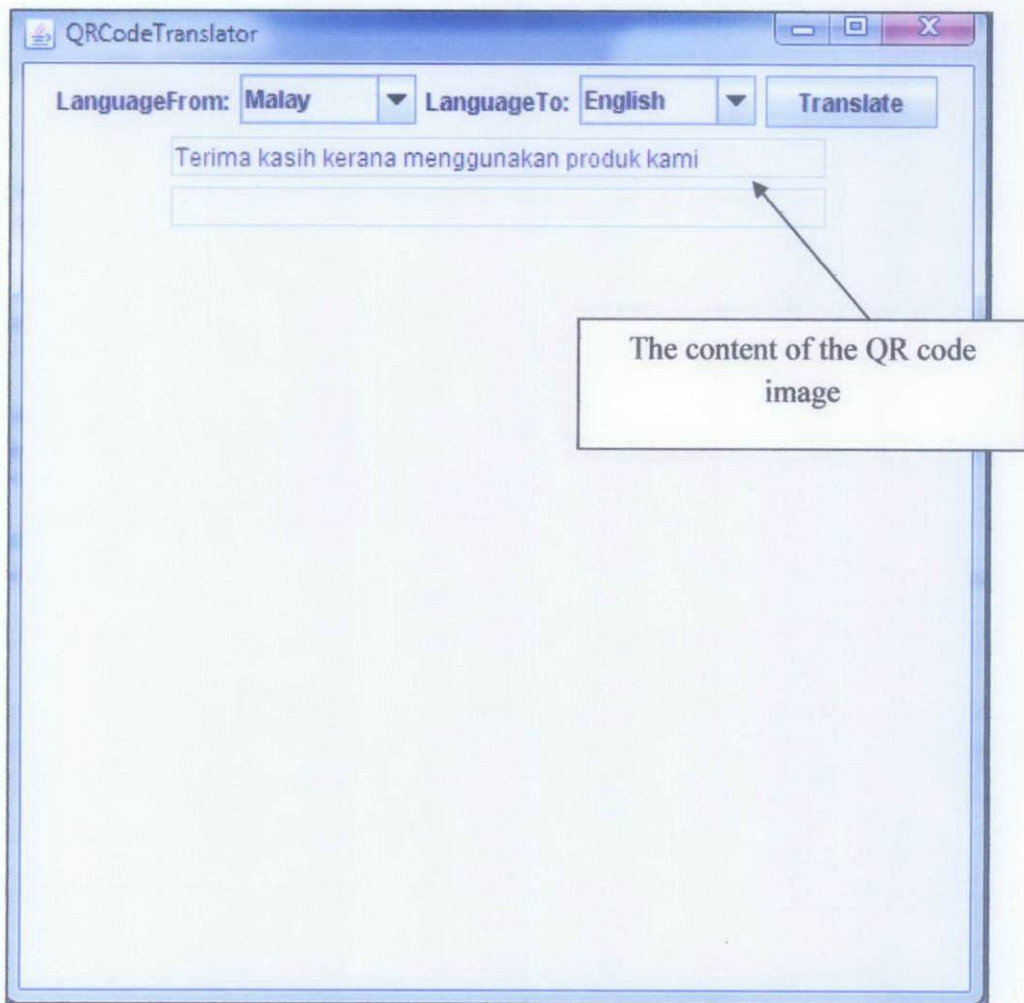 QRCodeTranslator
LanguageFrom: Malay LanguageTo: English Translate
Terima kasih kerana menggunakan produk kami
The content of the QR code
image